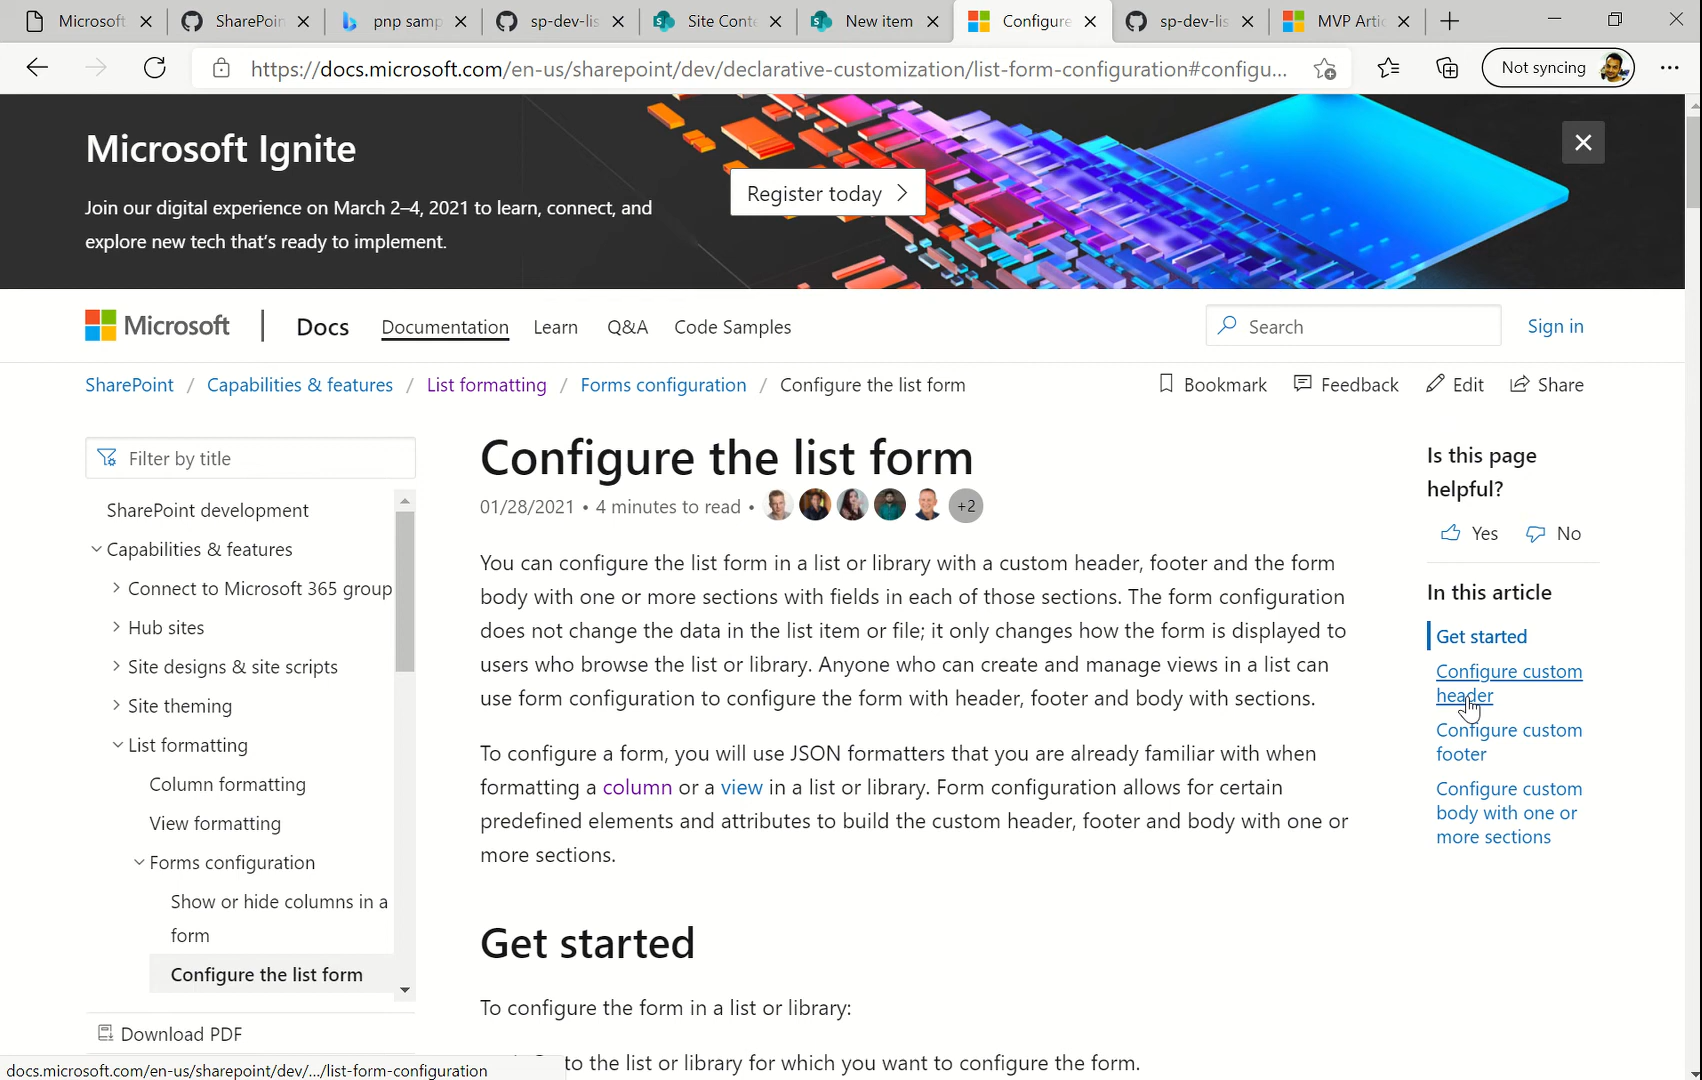 Microsoft
SharePoin
pnp samp
sp-dev-lis
Site Conte
New item
Configure
sp-dev-lis
MVP Artic
https://docs.microsoft.com/en-us/sharepoint/dev/declarative-customization/list-form-configuration#configu...
Not syncing
Microsoft Ignite
Join our digital experience on March 2–4, 2021 to learn, connect, and
explore new tech that's ready to implement.
Register today
Microsoft
Docs
Documentation
Learn
Q&A
Code Samples
Search
Sign in
SharePoint / Capabilities & features / List formatting / Forms configuration / Configure the list form
Bookmark
Feedback
Edit
Share
Filter by title
SharePoint development
Capabilities & features
Connect to Microsoft 365 group
Hub sites
Site designs & site scripts
Site theming
List formatting
Column formatting
View formatting
Forms configuration
Show or hide columns in a
form
Configure the list form
Download PDF
Configure the list form
01/28/2021 • 4 minutes to read •
+2
You can configure the list form in a list or library with a custom header, footer and the form
body with one or more sections with fields in each of those sections. The form configuration
does not change the data in the list item or file; it only changes how the form is displayed to
users who browse the list or library. Anyone who can create and manage views in a list can
use form configuration to configure the form with header, footer and body with sections.
To configure a form, you will use JSON formatters that you are already familiar with when
formatting a column or a view in a list or library. Form configuration allows for certain
predefined elements and attributes to build the custom header, footer and body with one or
more sections.
Get started
To configure the form in a list or library:
to the list or library for which you want to configure the form.
Is this page
helpful?
Yes
No
In this article
Get started
Configure custom
header
Configure custom
footer
Configure custom
body with one or
more sections
docs.microsoft.com/en-us/sharepoint/dev/.../list-form-configuration